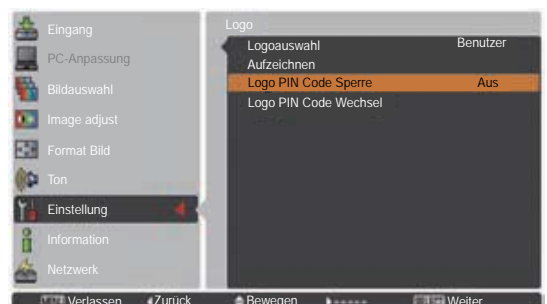 Eingang
PC-Anpassung
Bildauswahl
Image adjust
Format Bild
Ton
Einstellung
Information
Netzwerk
Logo
Logoauswahl Benutzer
Aufzeichnen
Logo PIN Code Sperre Aus
Logo PIN Code Wechsel
Verlassen Zurück Bewegen ----- Weiter